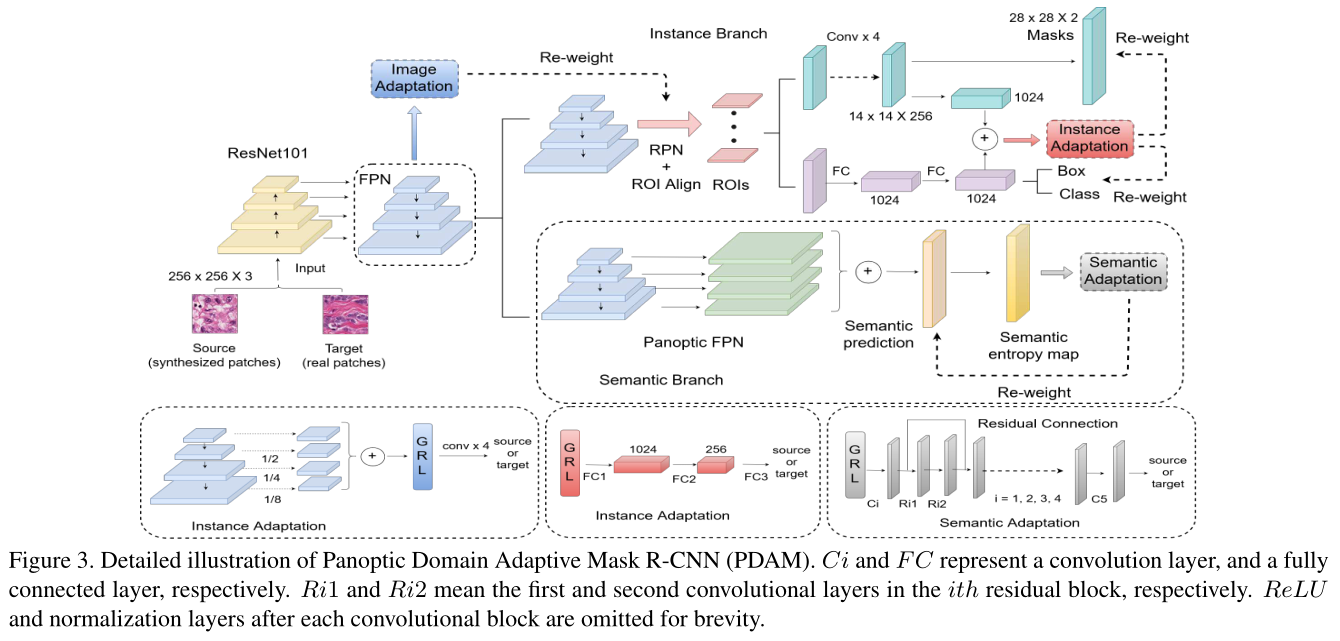 Instance Branch
Conv x 4
28 x 28 X 2
Masks
Re-weight
Image
Adaptation
Re-weight
14 x 14 X 256
1024
Instance
Adaptation
ResNet101
FPN
RPN
+
ROI Align
ROIs
FC
1024
FC
1024
+
Box
Class
Re-weight
Input
256 x 256 X 3
Source
(synthesized patches)
Target
(real patches)
Panoptic FPN
+
Semantic
prediction
Semantic
entropy map
Semantic
Adaptation
Re-weight
Semantic Branch
1/2
1/4
1/8
+
G
R
L
conv x 4
source
or
target
Instance Adaptation
G
R
L
FC1
1024
FC2
256
FC3
source
or
target
Instance Adaptation
Residual Connection
G
R
L
Ci
Ri1
Ri2
i = 1, 2, 3, 4
C5
source
or
target
Semantic Adaptation
Figure 3. Detailed illustration of Panoptic Domain Adaptive Mask R-CNN (PDAM). Ci and FC represent a convolution layer, and a fully
connected layer, respectively. Ri1 and Ri2 mean the first and second convolutional layers in the ith residual block, respectively. ReLU
and normalization layers after each convolutional block are omitted for brevity.